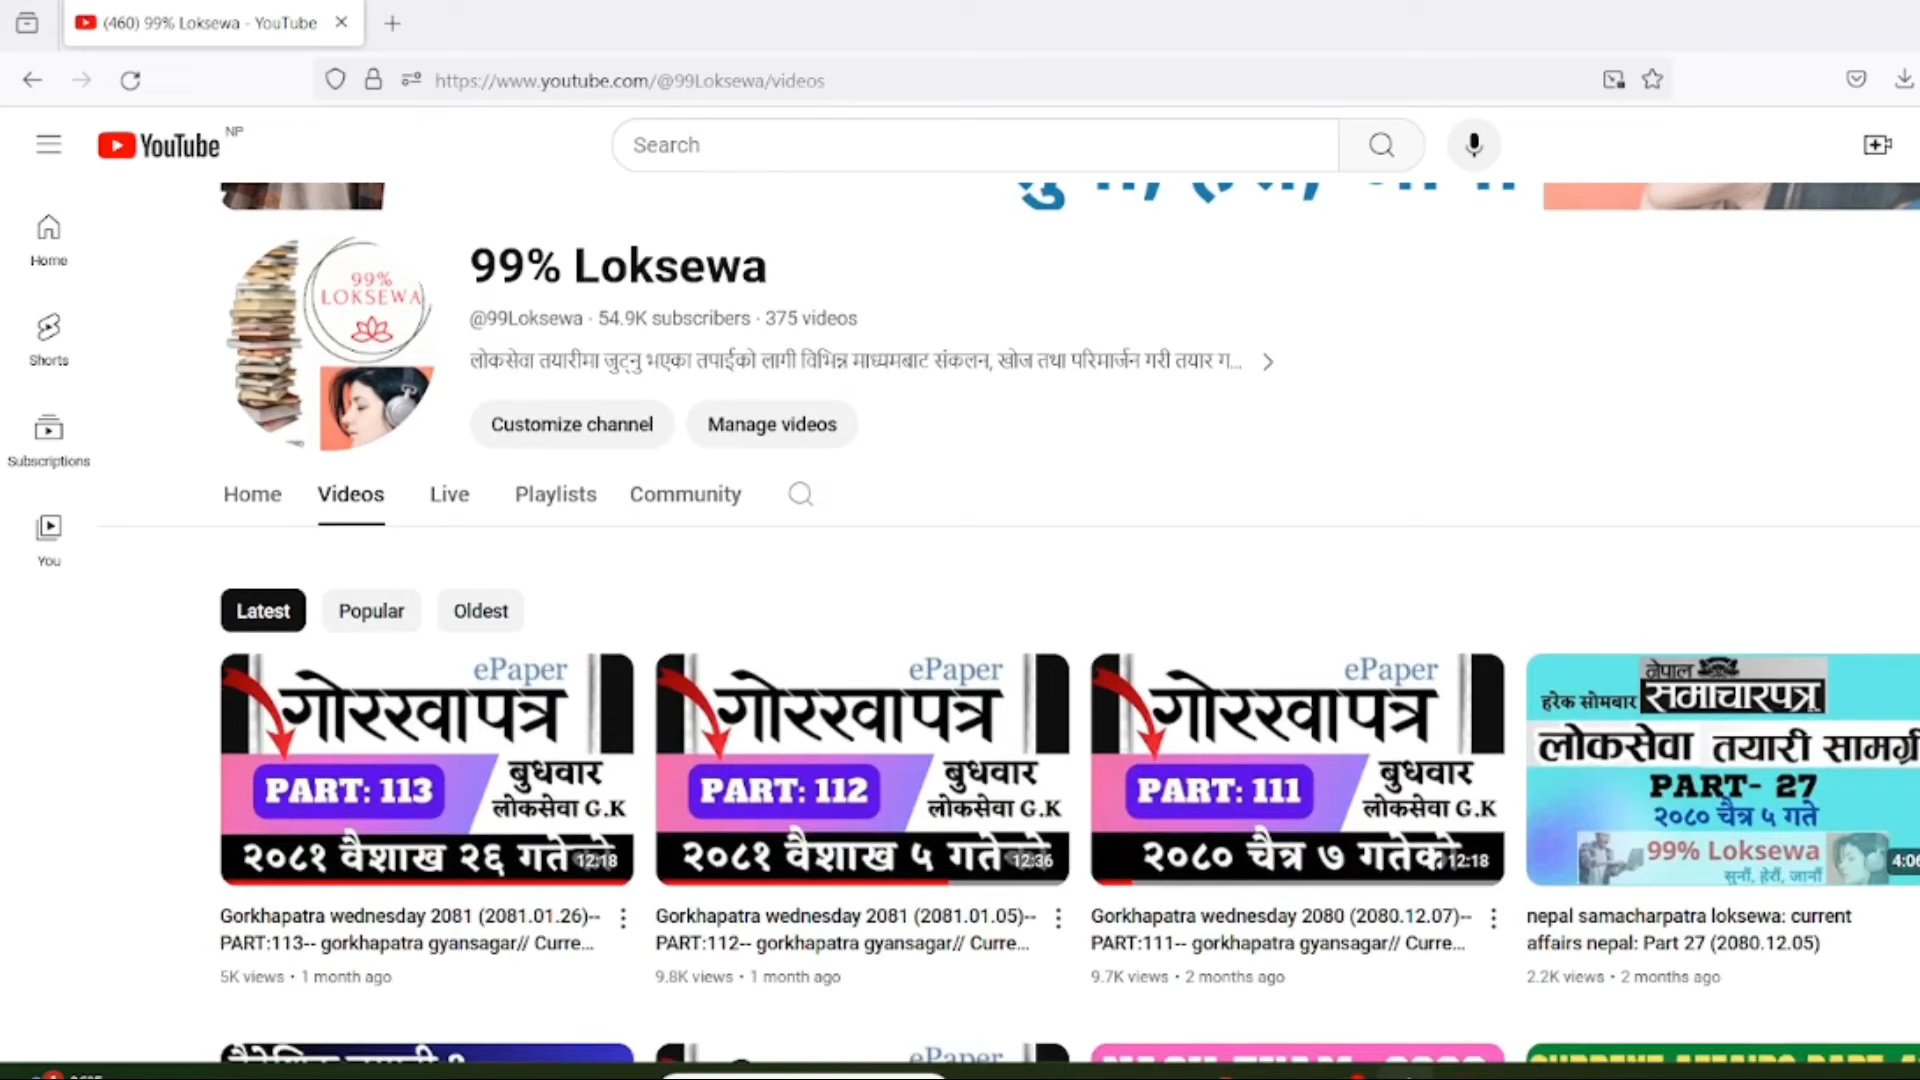 (460) 99% Loksewa - YouTube
https://www.youtube.com/@99Loksewa/videos
YouTube NP
Search
Home
Shorts
Subscriptions
You
99%
LOKSEWA
99% Loksewa
@99Loksewa · 54.9K subscribers · 375 videos
लोकसेवा तयारीमा जुट्नु भएका तपाईको लागी विभिन्न माध्यमबाट संकलन, खोज तथा परिमार्जन गरी तयार ग...
Customize channel
Manage videos
Home Videos Live Playlists Community
Latest Popular Oldest
ePaper
गोरखापत्र
PART: 113
बुधवार
लोकसेवा G.K
२०८१ वैशाख २६ गतेको
12:18
Gorkhapatra wednesday 2081 (2081.01.26)--
PART:113-- gorkhapatra gyansagar// Curre...
5K views • 1 month ago
ePaper
गोरखापत्र
PART: 112
बुधवार
लोकसेवा G.K
२०८१ वैशाख ५ गतेको
12:36
Gorkhapatra wednesday 2081 (2081.01.05)--
PART:112-- gorkhapatra gyansagar// Curre...
9.8K views • 1 month ago
ePaper
गोरखापत्र
PART: 111
बुधवार
लोकसेवा G.K
२०८० चैत्र ७ गतेको
12:18
Gorkhapatra wednesday 2080 (2080.12.07)--
PART:111-- gorkhapatra gyansagar// Curre...
9.7K views • 2 months ago
नेपाल
हरेक सोमबार समाचारपत्र
लोकसेवा तयारी सामग्री
PART- 27
२०८० चैत्र ५ गते
99% Loksewa
सुनौं, हेरौं, जानौं
4:06
nepal samacharpatra loksewa: current
affairs nepal: Part 27 (2080.12.05)
2.2K views • 2 months ago
ePaper